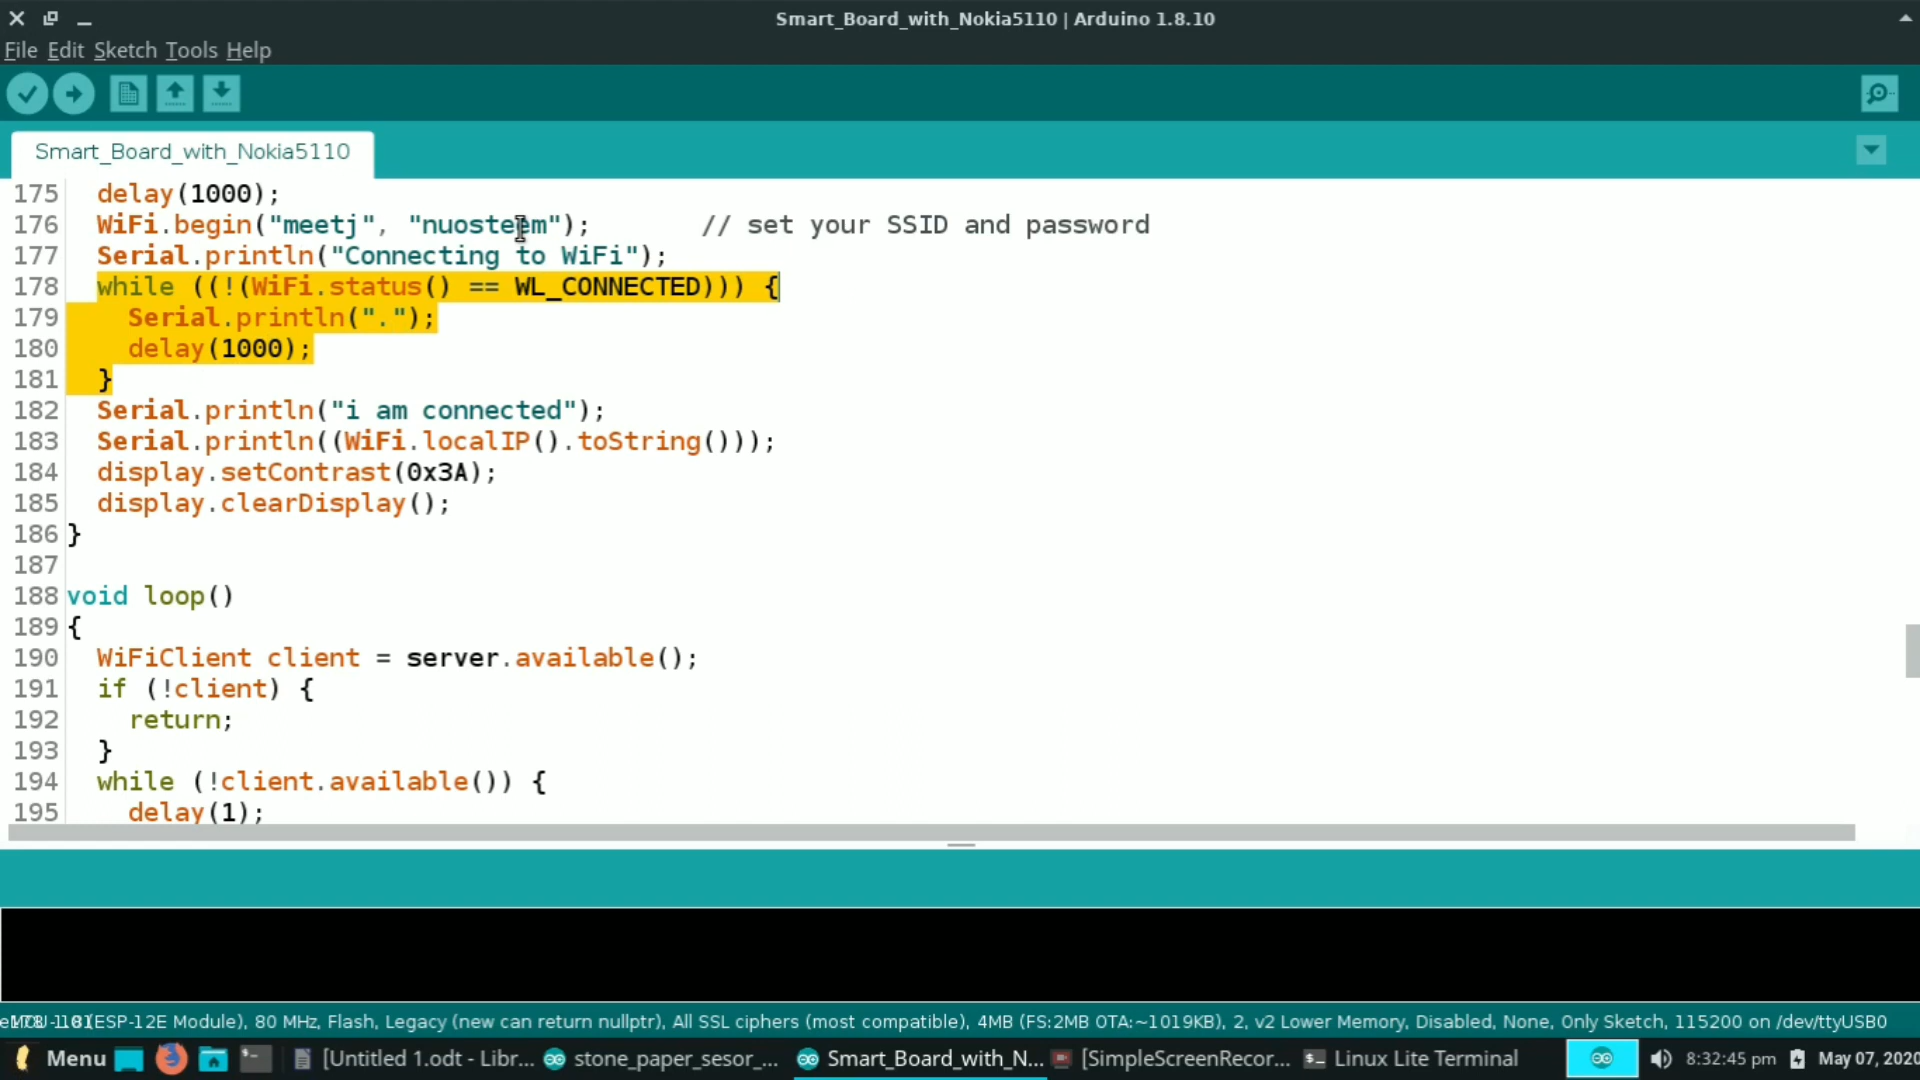 Smart_Board_with_Nokia5110 | Arduino 1.8.10
File Edit Sketch Tools Help
Smart_Board_with_Nokia5110
175 delay(1000);
176 WiFi.begin("meetj", "nuosteem"); // set your SSID and password
177 Serial.println("Connecting to WiFi");
178 while ((!(WiFi.status() == WL_CONNECTED))) {
179 Serial.println(".");
180 delay(1000);
181 }
182 Serial.println("i am connected");
183 Serial.println((WiFi.localIP().toString()));
184 display.setContrast(0x3A);
185 display.clearDisplay();
186 }
187
188 void loop()
189 {
190 WiFiClient client = server.available();
191 if (!client) {
192 return;
193 }
194 while (!client.available()) {
195 delay(1);
(ESP-12E Module), 80 MHz, Flash, Legacy (new can return nullptr), All SSL ciphers (most compatible), 4MB (FS:2MB OTA:~1019KB), 2, v2 Lower Memory, Disabled, None, Only Sketch, 115200 on /dev/ttyUSB0
Menu [Untitled 1.odt - Libr... stone_paper_sesor_... Smart_Board_with_N... [SimpleScreenRecor... Linux Lite Terminal 8:32:45 pm May 07, 2020